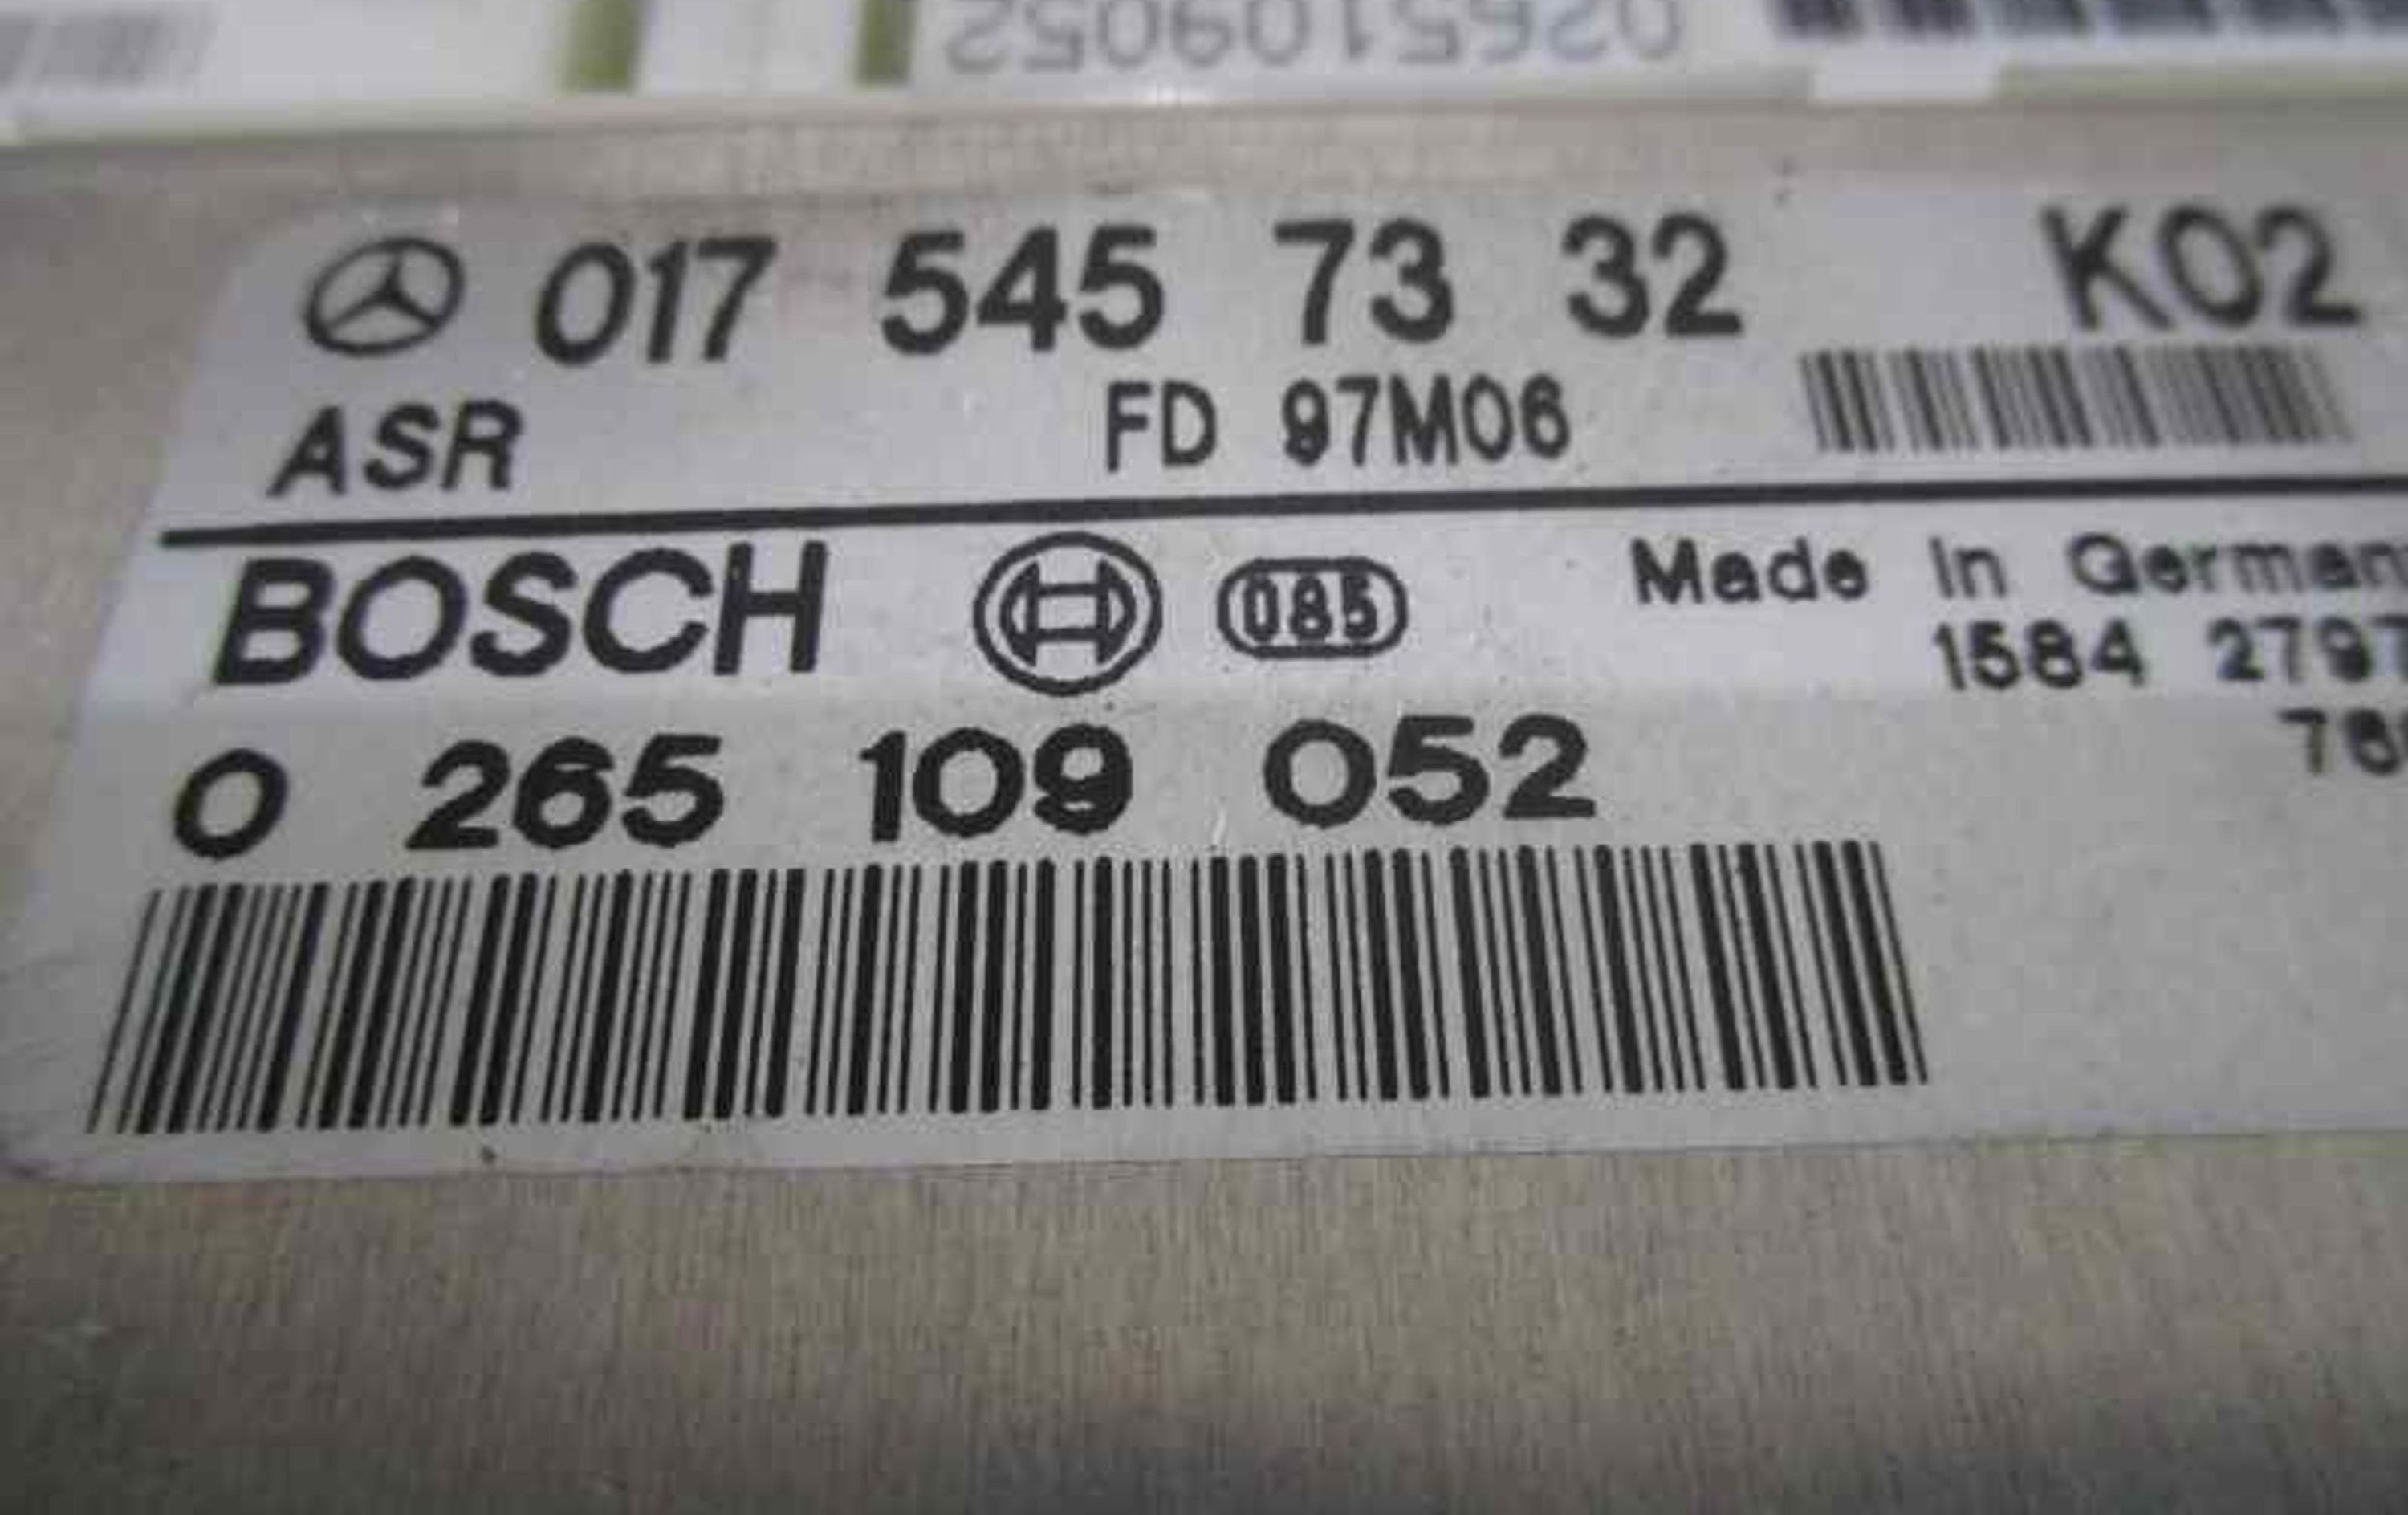 0265109052
017 545 73 32 K02
ASR FD 97M06
BOSCH 085 Made in German
1584 2797
0 265 109 052